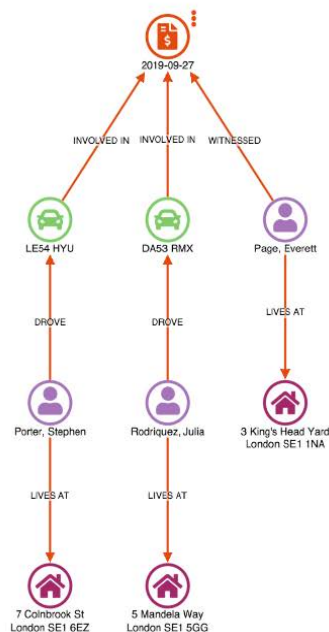 $
2019-09-27
INVOLVED IN
INVOLVED IN
WITNESSED
LE54 HYU
DA53 RMX
Page, Everett
DROVE
DROVE
LIVES AT
Porter, Stephen
Rodriquez, Julia
3 King's Head Yard
London SE1 1NA
LIVES AT
LIVES AT
7 Colnbrook St
London SE1 6EZ
5 Mandela Way
London SE1 5GG